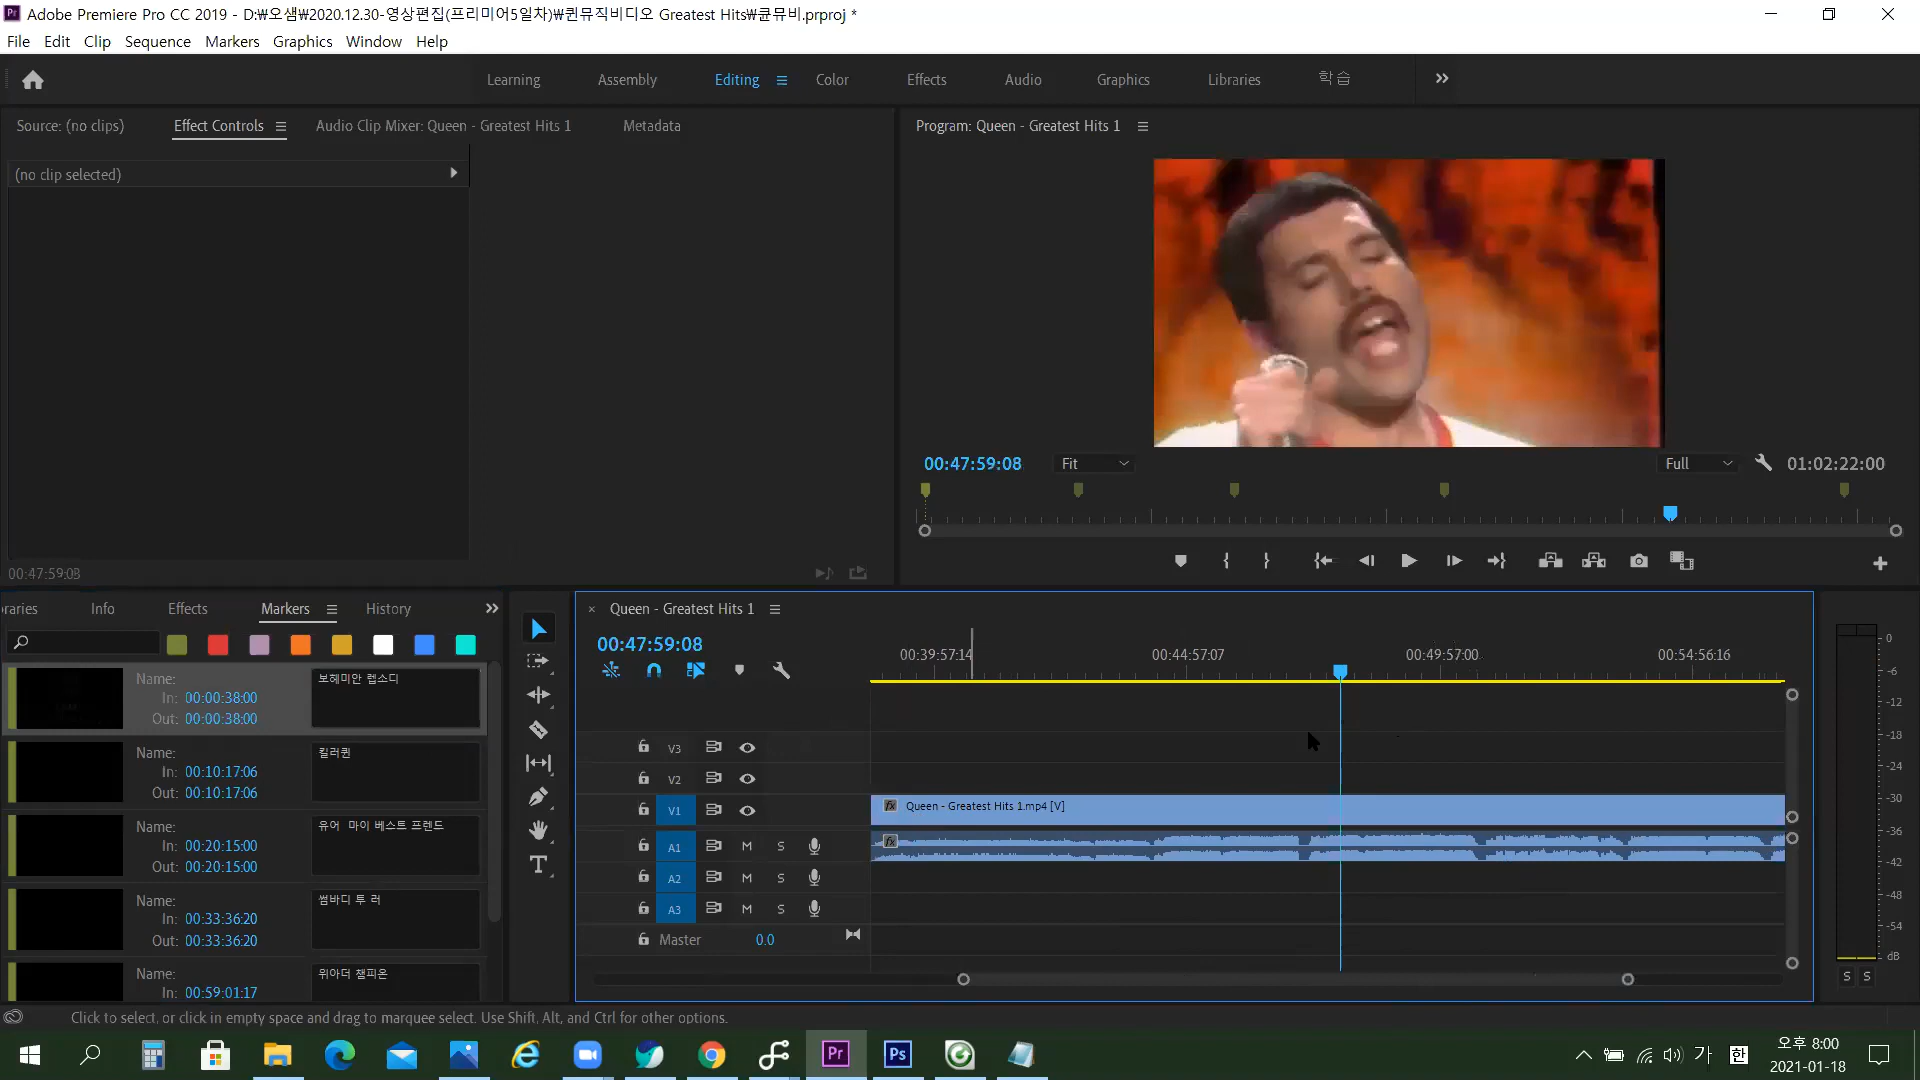 Adobe Premiere Pro CC 2019 - D:₩오샘₩2020.12.30-영상편집(프리미어5일차)₩퀸뮤직비디오 Greatest Hits₩큔뮤비.prproj *
File Edit Clip Sequence Markers Graphics Window Help
Learning Assembly Editing Color Effects Audio Graphics Libraries 학습
Source: (no clips) Effect Controls Audio Clip Mixer: Queen - Greatest Hits 1 Metadata
Program: Queen - Greatest Hits 1
(no clip selected)
00:47:59:08 Fit Full 01:02:22:00
00:47:59:08
raries Info Effects Markers History
Queen - Greatest Hits 1
00:47:59:08
00:39:57:14 00:44:57:07 00:49:57:00 00:54:56:16
Name: 보헤미안 렙소디
In: 00:00:38:00
Out: 00:00:38:00
Name: 킬러퀸
In: 00:10:17:06
Out: 00:10:17:06
Name: 유어 마이 베스트 프렌드
In: 00:20:15:00
Out: 00:20:15:00
Name: 썸바디 투 러
In: 00:33:36:20
Out: 00:33:36:20
Name: 위아더 챔피온
In: 00:59:01:17
V3
V2
V1 fx Queen - Greatest Hits 1.mp4 [V]
A1 M S fx
A2 M S
A3 M S
Master 0.0
0
-6
-12
-18
-24
-30
-36
-42
-48
-54
dB
S S
Click to select, or click in empty space and drag to marquee select. Use Shift, Alt, and Ctrl for other options.
Pr Ps 가 한
오후 8:00
2021-01-18